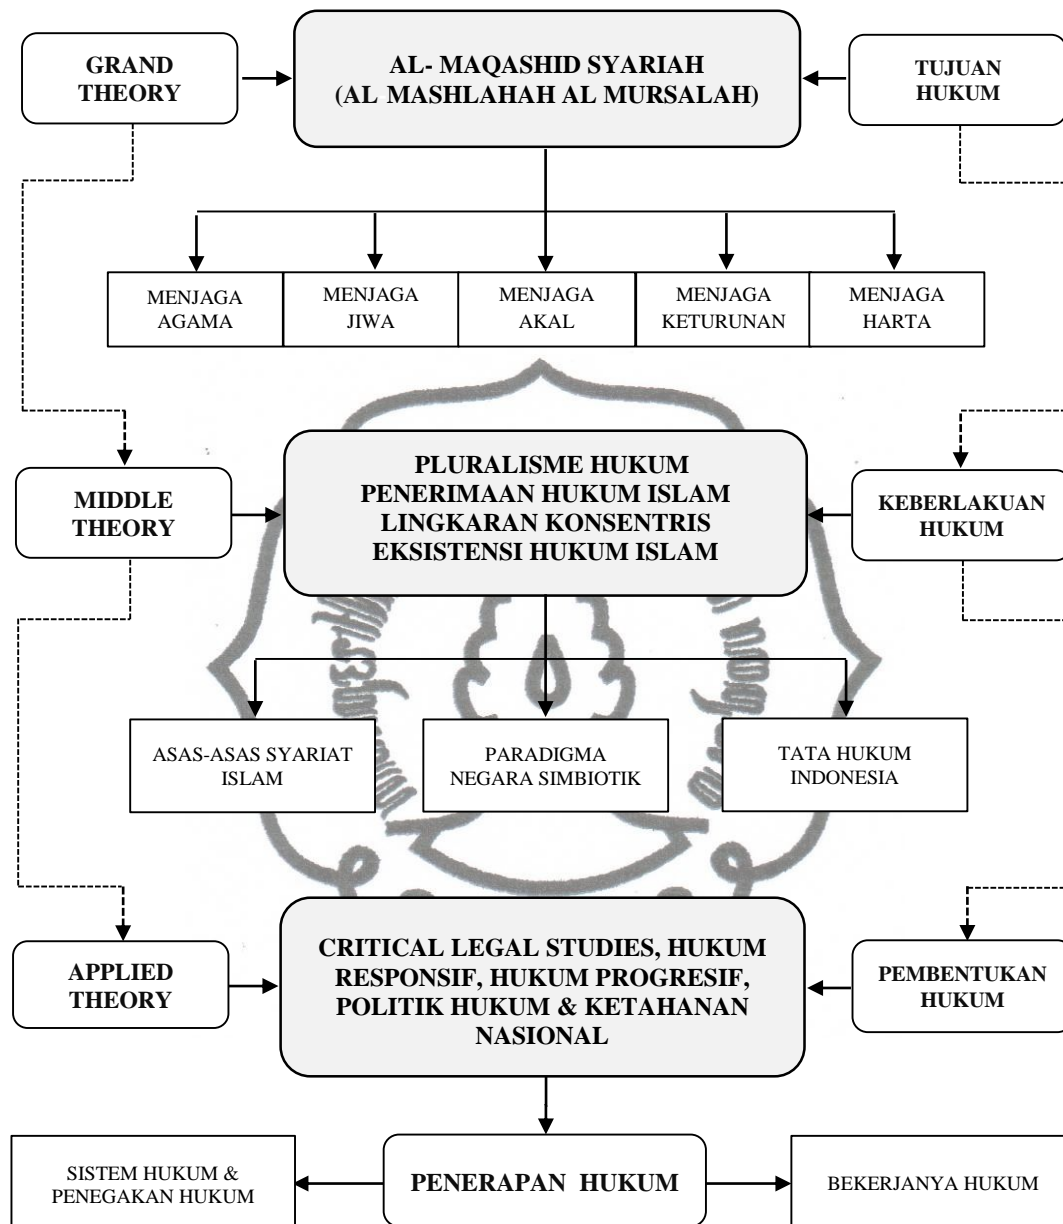 GRAND
THEORY
AL- MAQASHID SYARIAH
(AL MASHLAHAH AL MURSALAH)
TUJUAN
HUKUM
MENJAGA
AGAMA
MENJAGA
JIWA
MENJAGA
AKAL
MENJAGA
KETURUNAN
MENJAGA
HARTA
MIDDLE
THEORY
PLURALISME HUKUM
PENERIMAAN HUKUM ISLAM
LINGKARAN KONSENTRIS
EKSISTENSI HUKUM ISLAM
KEBERLAKUAN
HUKUM
ASAS-ASAS SYARIAT
ISLAM
PARADIGMA
NEGARA SIMBIOTIK
TATA HUKUM
INDONESIA
APPLIED
THEORY
CRITICAL LEGAL STUDIES, HUKUM
RESPONSIF, HUKUM PROGRESIF,
POLITIK HUKUM & KETAHANAN
NASIONAL
PEMBENTUKAN
HUKUM
SISTEM HUKUM &
PENEGAKAN HUKUM
PENERAPAN HUKUM
BEKERJANYA HUKUM